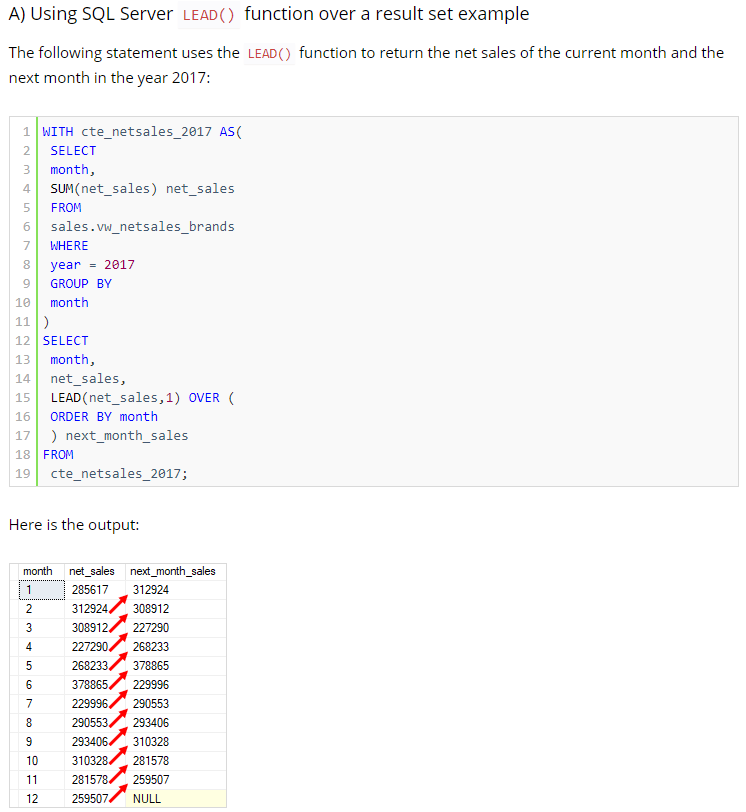 A) Using SQL Server LEAD() function over a result set example
The following statement uses the LEAD() function to return the net sales of the current month and the
next month in the year 2017:
1 WITH cte_netsales_2017 AS(
2 SELECT
3 month,
4 SUM(net_sales) net_sales
5 FROM
6 sales.vw_netsales_brands
7 WHERE
8 year = 2017
9 GROUP BY
10 month
11 )
12 SELECT
13 month,
14 net_sales,
15 LEAD(net_sales,1) OVER (
16 ORDER BY month
17 ) next_month_sales
18 FROM
19 cte_netsales_2017;
Here is the output:
month net_sales next_month_sales
1 285617 312924
2 312924 308912
3 308912 227290
4 227290 268233
5 268233 378865
6 378865 229996
7 229996 290553
8 290553 293406
9 293406 310328
10 310328 281578
11 281578 259507
12 259507 NULL